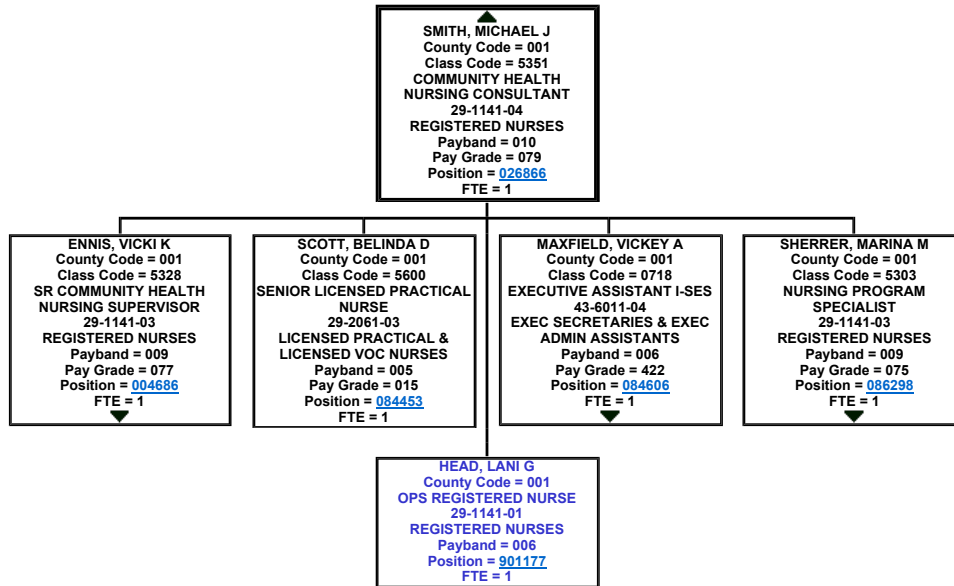 SMITH, MICHAEL J
County Code = 001
Class Code = 5351
COMMUNITY HEALTH
NURSING CONSULTANT
29-1141-04
REGISTERED NURSES
Payband = 010
Pay Grade = 079
Position = 026866
FTE = 1
ENNIS, VICKI K
County Code = 001
Class Code = 5328
SR COMMUNITY HEALTH
NURSING SUPERVISOR
29-1141-03
REGISTERED NURSES
Payband = 009
Pay Grade = 077
Position = 004686
FTE = 1
SCOTT, BELINDA D
County Code = 001
Class Code = 5600
SENIOR LICENSED PRACTICAL
NURSE
29-2061-03
LICENSED PRACTICAL &
LICENSED VOC NURSES
Payband = 005
Pay Grade = 015
Position = 084453
FTE = 1
MAXFIELD, VICKEY A
County Code = 001
Class Code = 0718
EXECUTIVE ASSISTANT I-SES
43-6011-04
EXEC SECRETARIES & EXEC
ADMIN ASSISTANTS
Payband = 006
Pay Grade = 422
Position = 084606
FTE = 1
SHERRER, MARINA M
County Code = 001
Class Code = 5303
NURSING PROGRAM
SPECIALIST
29-1141-03
REGISTERED NURSES
Payband = 009
Pay Grade = 075
Position = 086298
FTE = 1
HEAD, LANI G
County Code = 001
OPS REGISTERED NURSE
29-1141-01
REGISTERED NURSES
Payband = 006
Position = 901177
FTE = 1